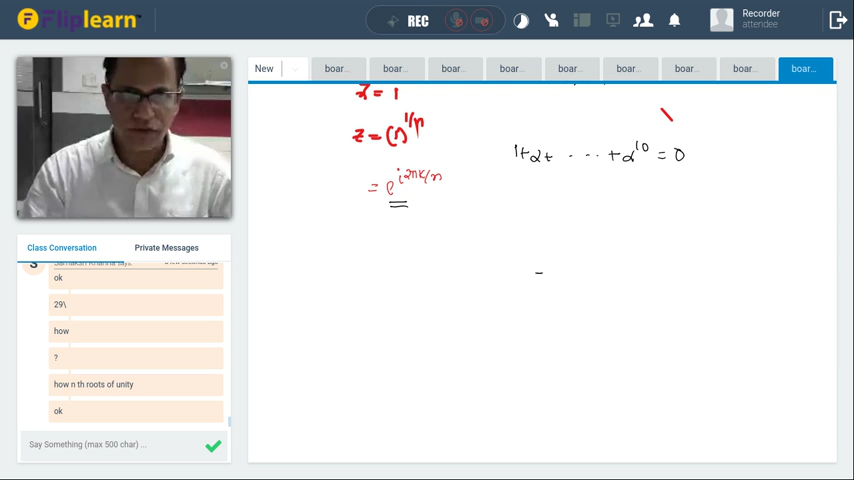 Fliplearn
REC
Recorder
attendee
New
boar...
boar...
boar...
boar...
boar...
boar...
boar...
boar...
boar...
z = 1
z = (1)^1/n
= e^i2πk/n
1+α+ ... +α^10 = 0
Class Conversation
Private Messages
S
ok
29\
how
?
how n th roots of unity
ok
Say Something (max 500 char) ...